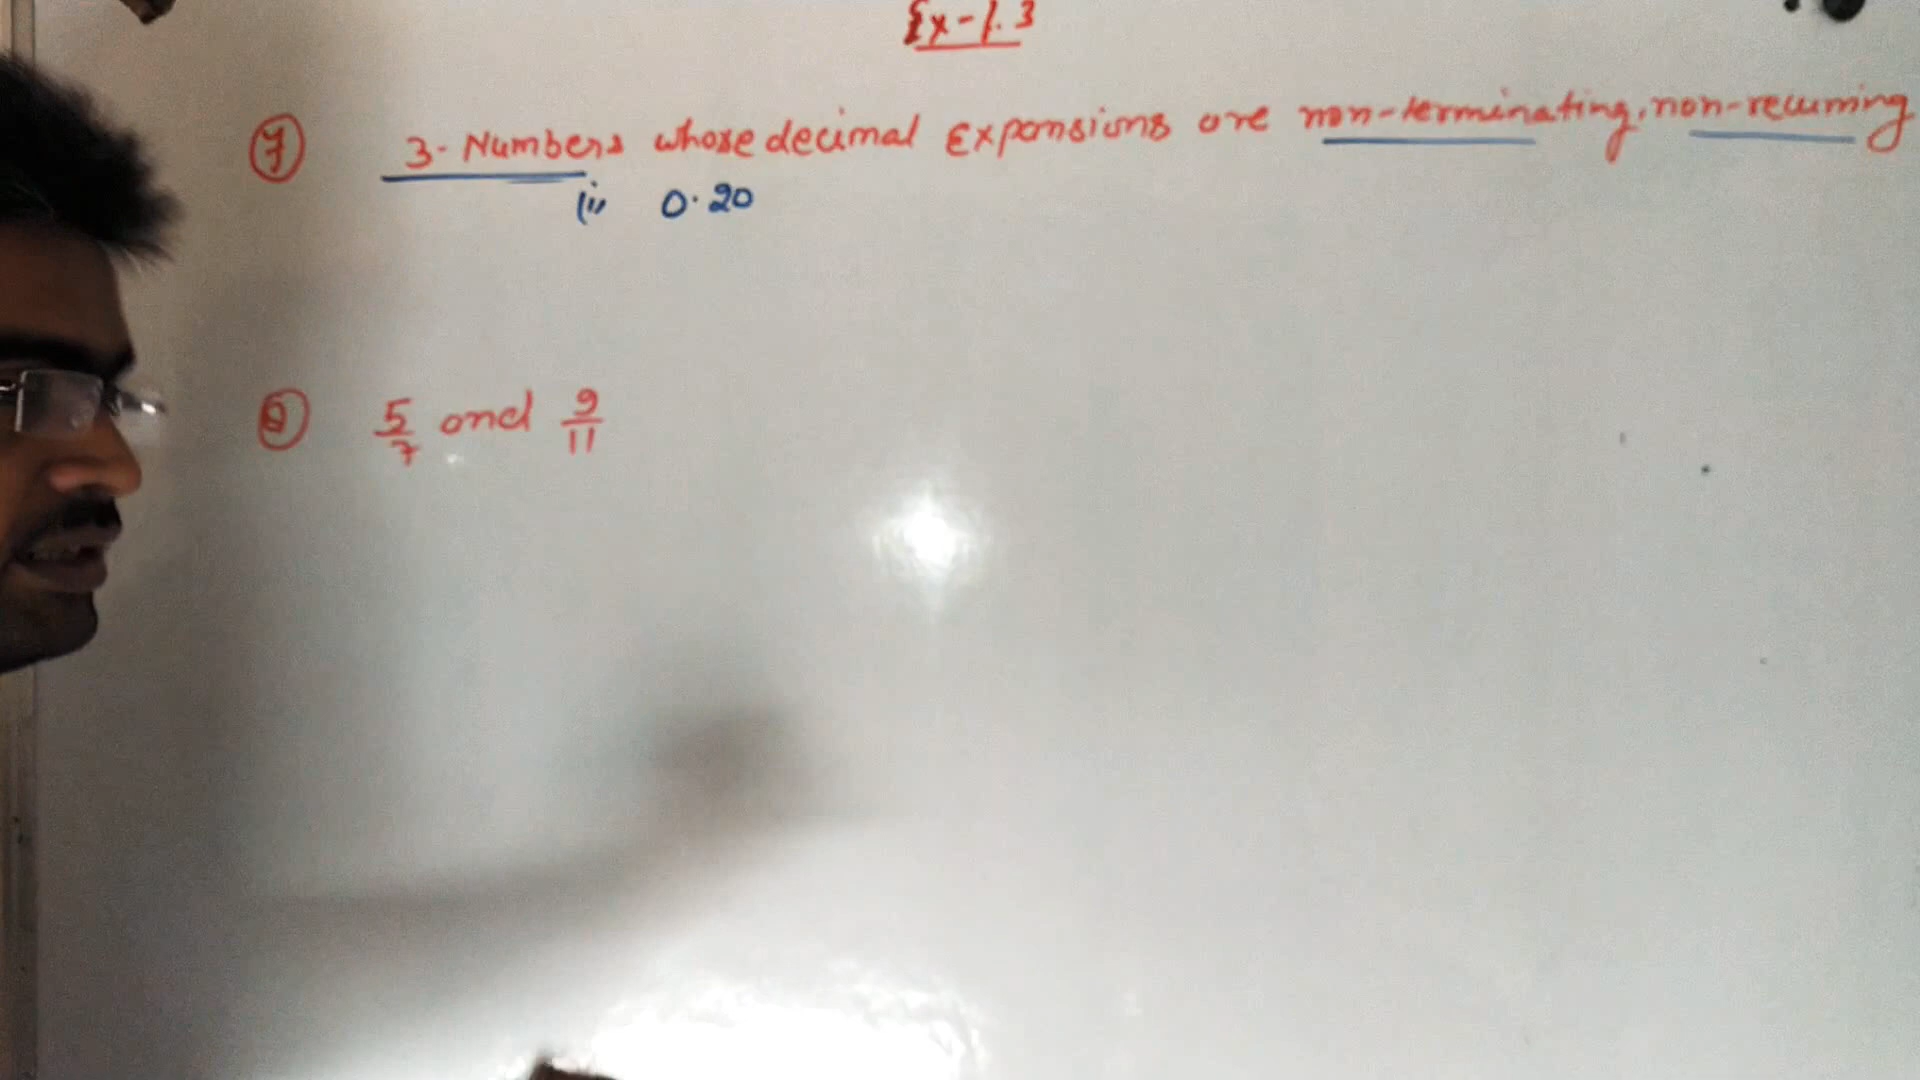 Ex-1.3
7 3-Numbers whose decimal Expansions are non-terminating, non-recurring
(i) 0.20
8 5/7 and 9/11